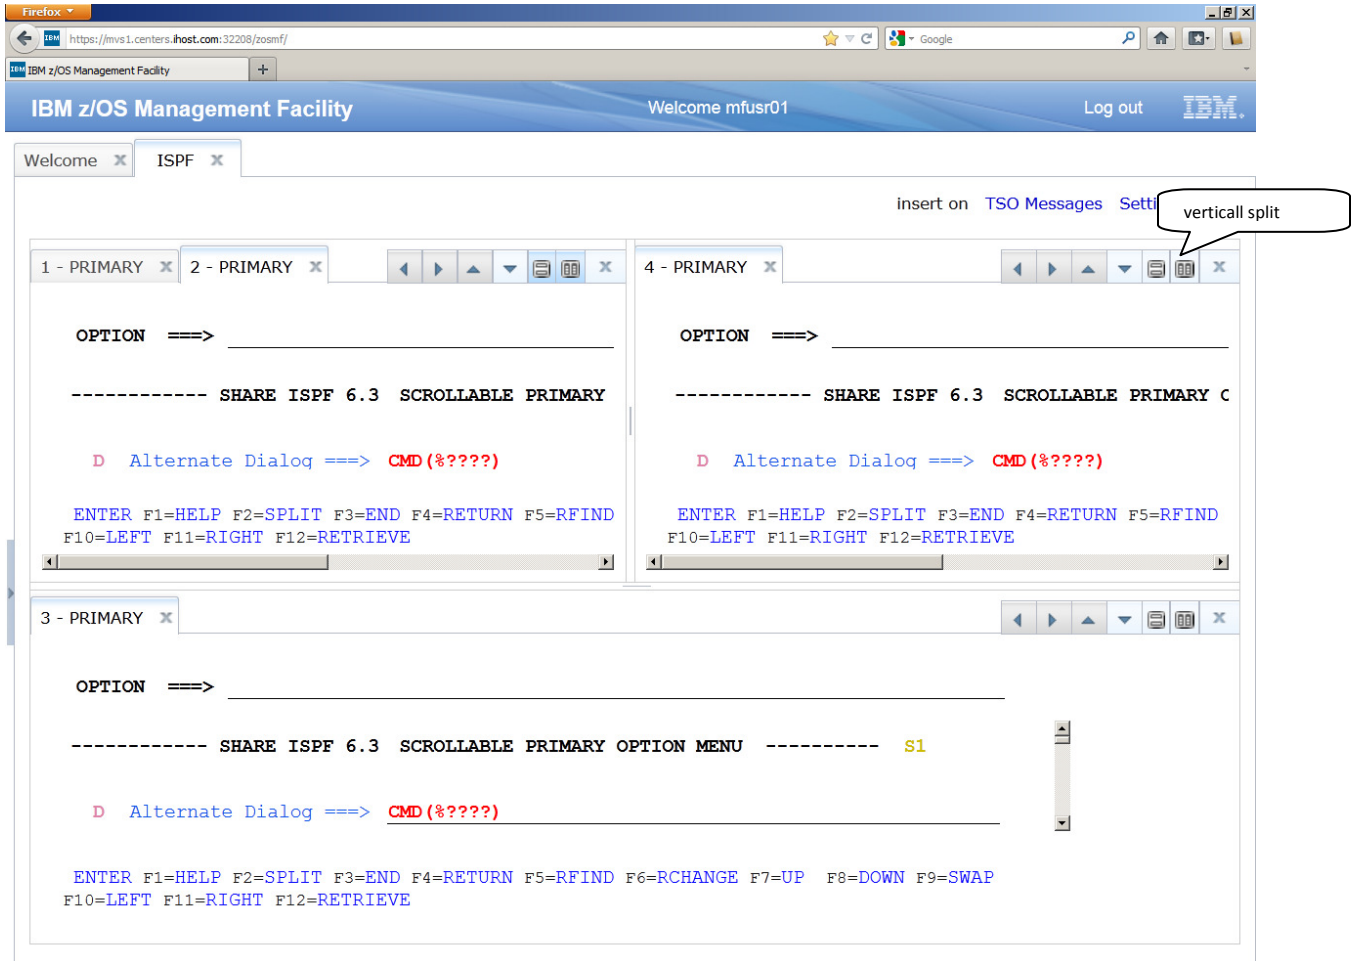 Firefox
IBM https://mvs1.centers.ihost.com:32208/zosmf/ Google
IBM IBM z/OS Management Facility +
IBM z/OS Management Facility Welcome mfusr01 Log out IBM.
Welcome x ISPF x
insert on TSO Messages Setti
verticall split
1 - PRIMARY x 2 - PRIMARY x x 4 - PRIMARY x x
OPTION ===> OPTION ===>
------------ SHARE ISPF 6.3 SCROLLABLE PRIMARY ------------ SHARE ISPF 6.3 SCROLLABLE PRIMARY O
D Alternate Dialog ===> CMD(%????) D Alternate Dialog ===> CMD(%????)
ENTER F1=HELP F2=SPLIT F3=END F4=RETURN F5=RFIND ENTER F1=HELP F2=SPLIT F3=END F4=RETURN F5=RFIND
F10=LEFT F11=RIGHT F12=RETRIEVE F10=LEFT F11=RIGHT F12=RETRIEVE
3 - PRIMARY x x
OPTION ===>
------------ SHARE ISPF 6.3 SCROLLABLE PRIMARY OPTION MENU ---------- S1
D Alternate Dialog ===> CMD(%????)
ENTER F1=HELP F2=SPLIT F3=END F4=RETURN F5=RFIND F6=RCHANGE F7=UP F8=DOWN F9=SWAP
F10=LEFT F11=RIGHT F12=RETRIEVE